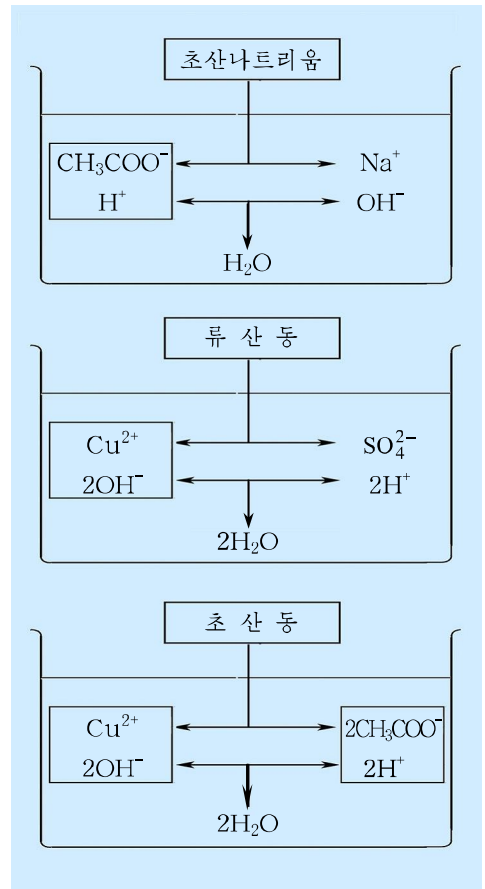 초산나트리움
CH₃COO⁻ Na⁺
H⁺ OH⁻
H₂O
류 산 동
Cu²⁺ SO₄²⁻
2OH⁻ 2H⁺
2H₂O
초 산 동
Cu²⁺ 2CH₃COO⁻
2OH⁻ 2H⁺
2H₂O